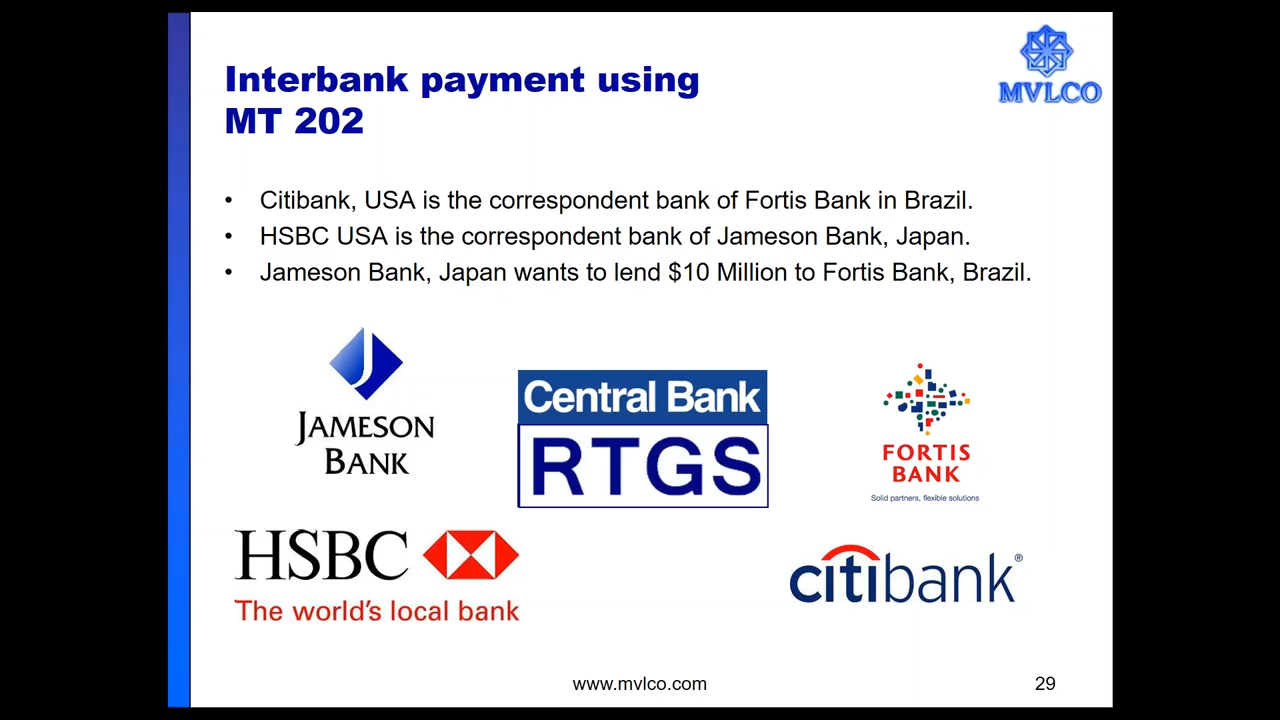 Interbank payment using
MT 202
MVLCO
• Citibank, USA is the correspondent bank of Fortis Bank in Brazil.
• HSBC USA is the correspondent bank of Jameson Bank, Japan.
• Jameson Bank, Japan wants to lend $10 Million to Fortis Bank, Brazil.
JAMESON
BANK
Central Bank
RTGS
FORTIS
BANK
Solid partners, flexible solutions
HSBC
The world's local bank
citibank®
www.mvlco.com
29